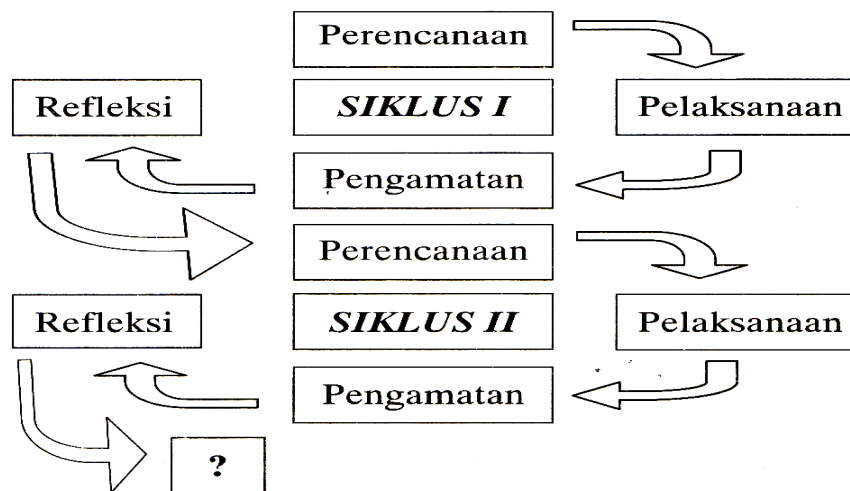 Perencanaan
Refleksi
SIKLUS I
Pelaksanaan
Pengamatan
Perencanaan
Refleksi
SIKLUS II
Pelaksanaan
Pengamatan
?